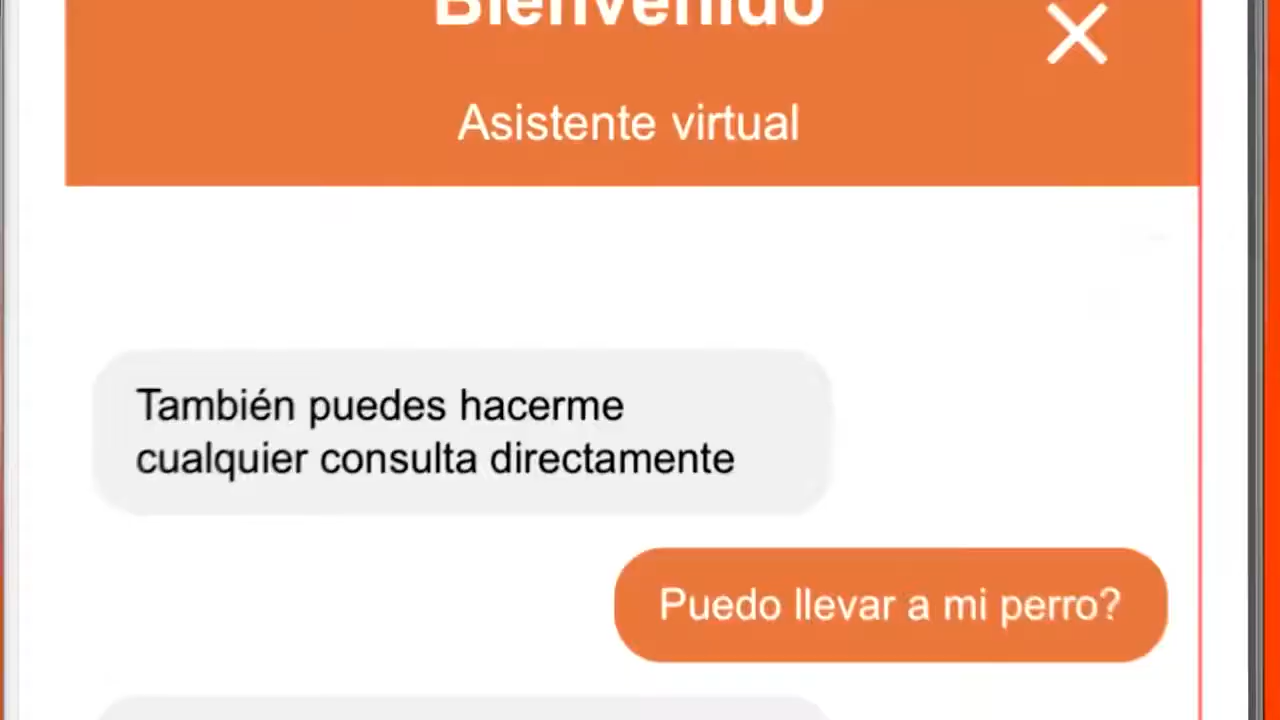 Bienvenido
Asistente virtual
También puedes hacerme
cualquier consulta directamente
Puedo llevar a mi perro?